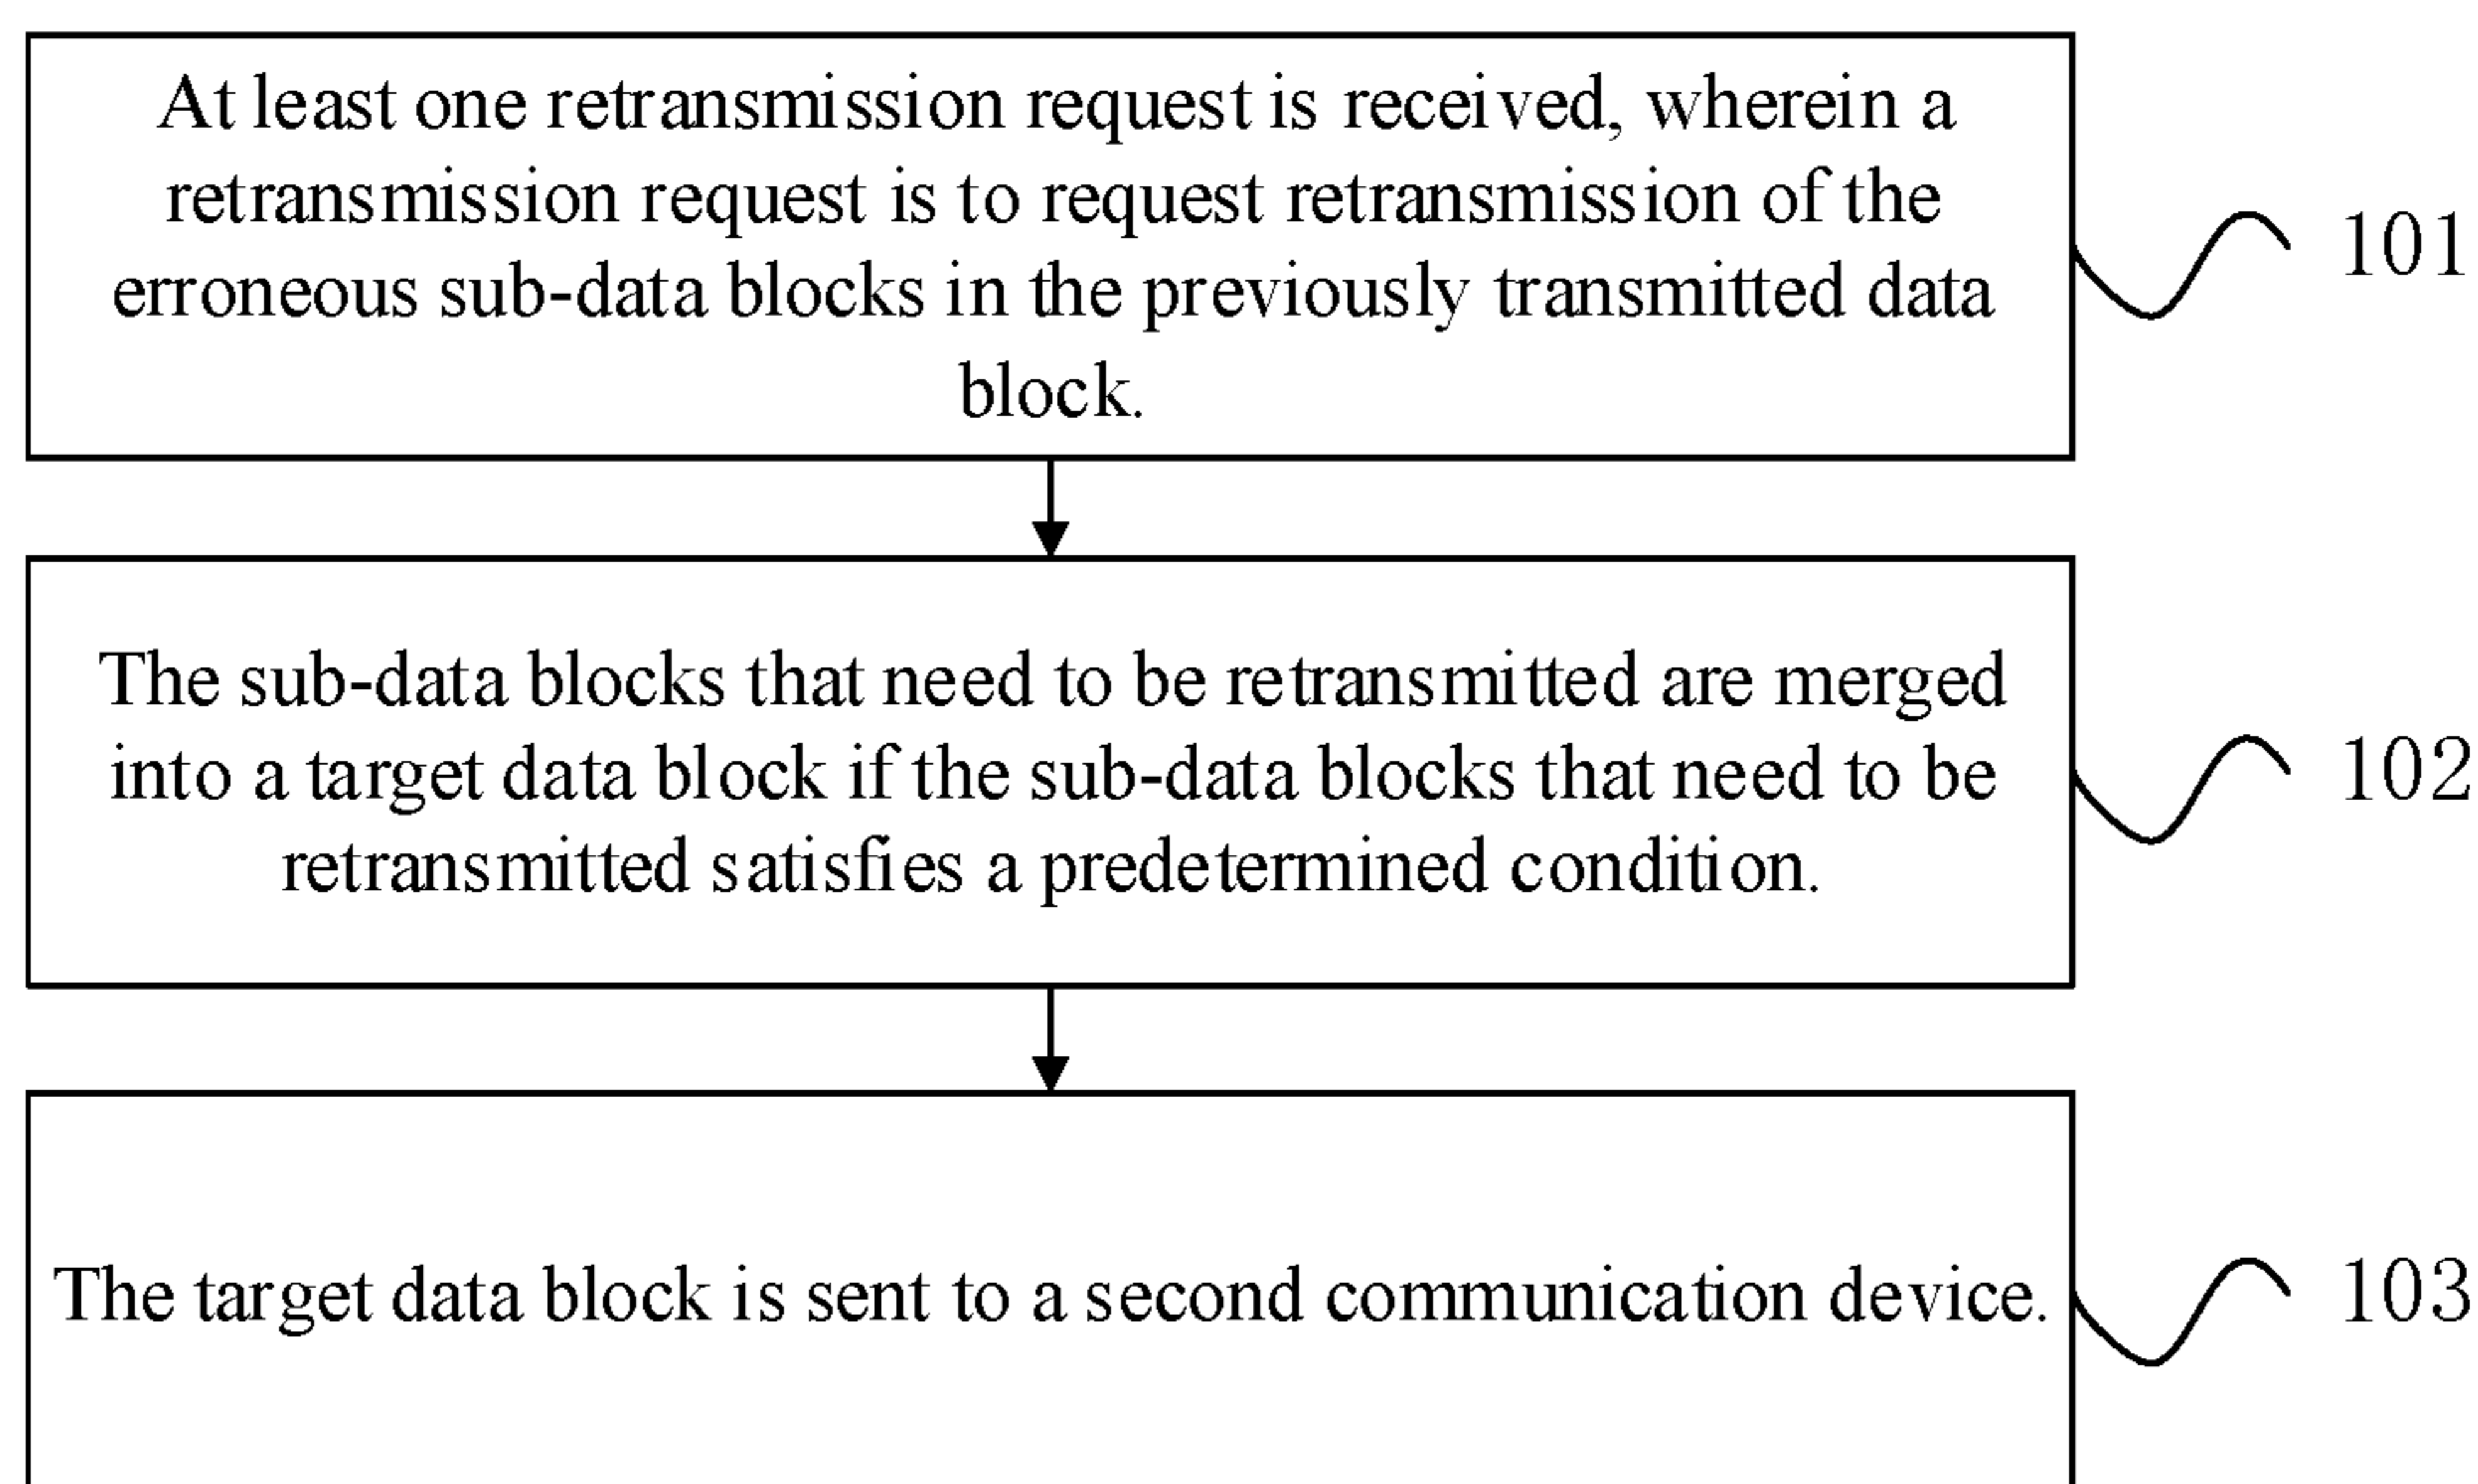 At least one retransmission request is received, wherein a
retransmission request is to request retransmission of the
erroneous sub-data blocks in the previously transmitted data
block.
101
The sub-data blocks that need to be retransmitted are merged
into a target data block if the sub-data blocks that need to be
retransmitted satisfies a predetermined condition.
102
The target data block is sent to a second communication device.
103